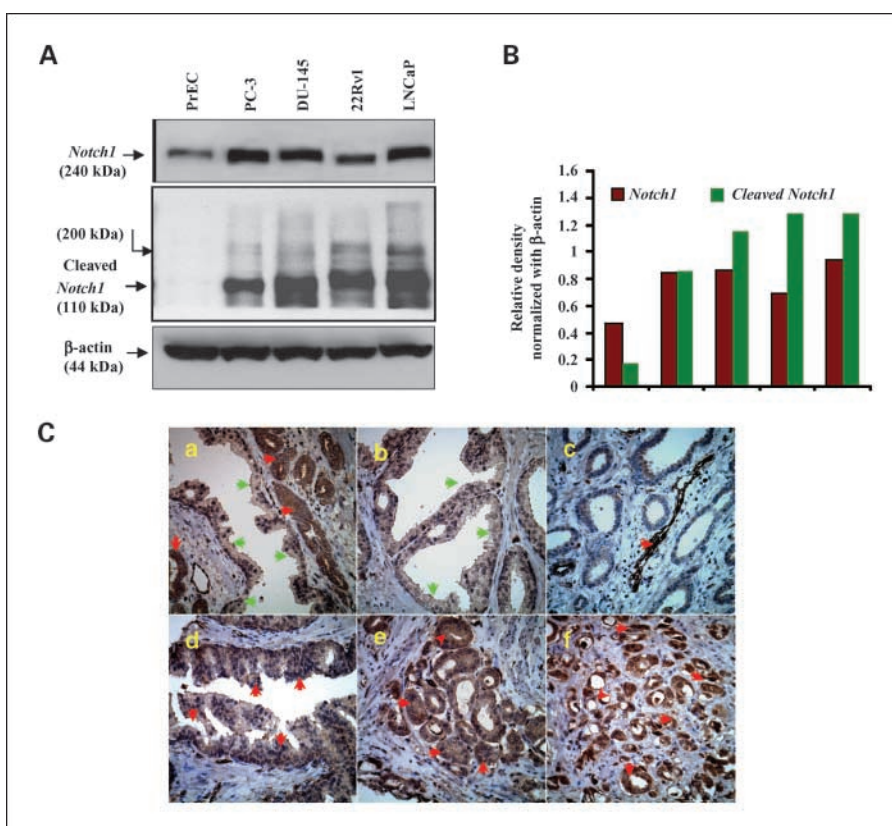 A
PrEC
PC-3
DU-145
22Rv1
LNCaP
Notch1
(240 kDa)
(200 kDa)
Cleaved
Notch1
(110 kDa)
β-actin
(44 kDa)
B
Relative density
normalized with β-actin
1.6
1.4
1.2
1
0.8
0.6
0.4
0.2
0
Notch1
Cleaved Notch1
C
a
b
c
d
e
f